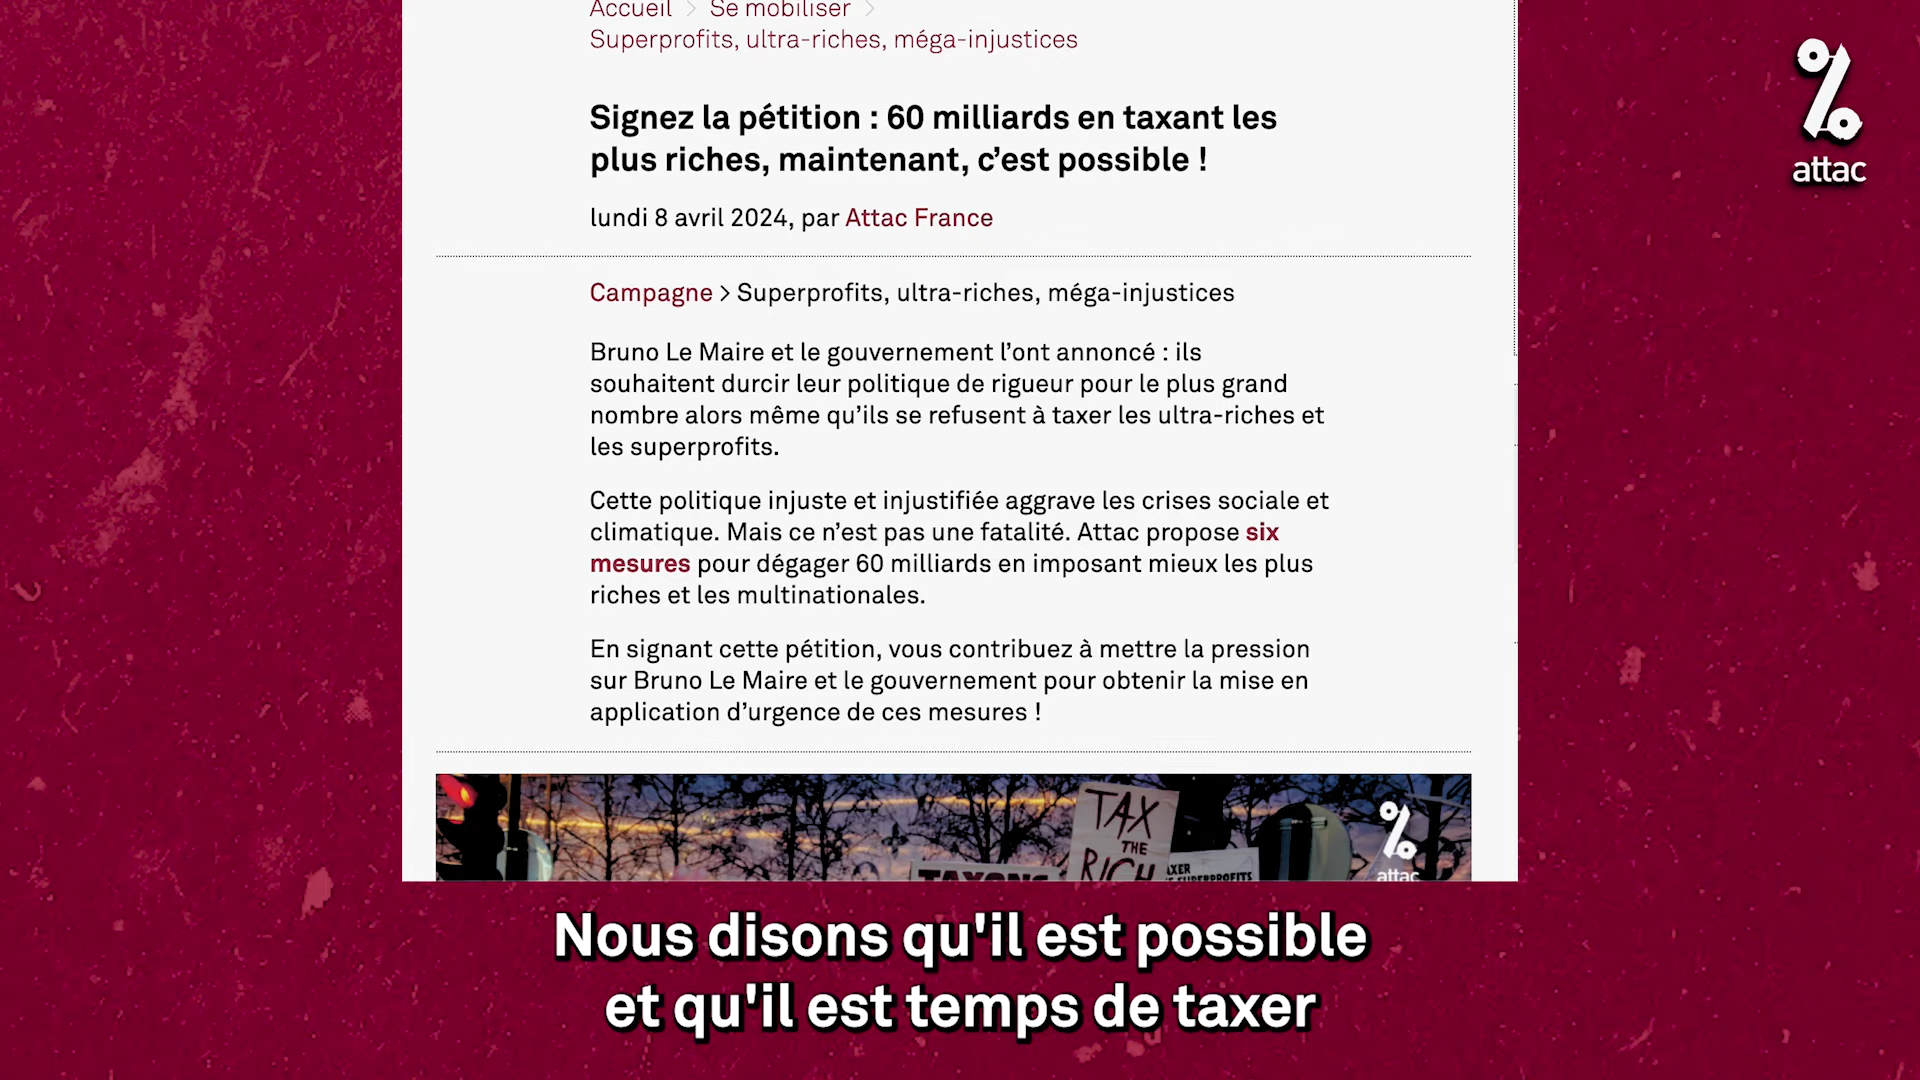 Accueil > Se mobiliser >
Superprofits, ultra-riches, méga-injustices
attac
Signez la pétition : 60 milliards en taxant les
plus riches, maintenant, c’est possible !
lundi 8 avril 2024, par Attac France
Campagne > Superprofits, ultra-riches, méga-injustices
Bruno Le Maire et le gouvernement l’ont annoncé : ils
souhaitent durcir leur politique de rigueur pour le plus grand
nombre alors même qu’ils se refusent à taxer les ultra-riches et
les superprofits.
Cette politique injuste et injustifiée aggrave les crises sociale et
climatique. Mais ce n’est pas une fatalité. Attac propose six
mesures pour dégager 60 milliards en imposant mieux les plus
riches et les multinationales.
En signant cette pétition, vous contribuez à mettre la pression
sur Bruno Le Maire et le gouvernement pour obtenir la mise en
application d’urgence de ces mesures !
TAX
THE
RICH
TAXONS
SUPERPROFITS
attac
Nous disons qu'il est possible
et qu'il est temps de taxer